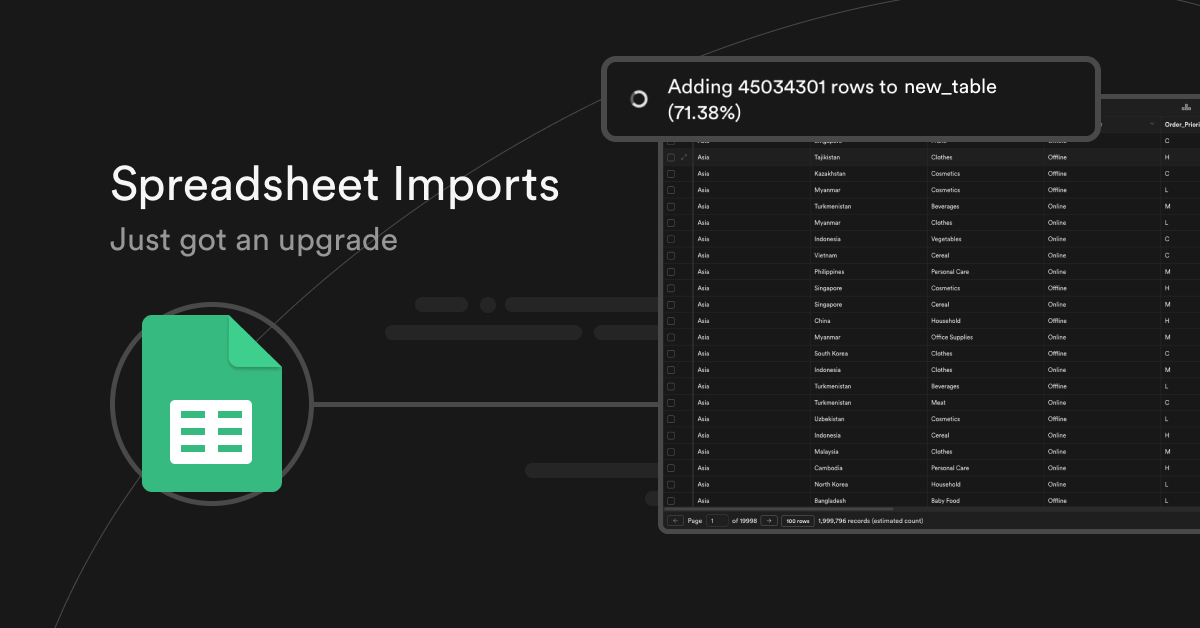 Adding 45034301 rows to new_table
(71.38%)
Spreadsheet Imports
Just got an upgrade
Asia Tajikistan Clothes Offline H
Asia Kazakhstan Cosmetics Offline C
Asia Myanmar Cosmetics Offline L
Asia Turkmenistan Beverages Online M
Asia Myanmar Clothes Online L
Asia Indonesia Vegetables Online C
Asia Vietnam Cereal Online C
Asia Philippines Personal Care Online M
Asia Singapore Cosmetics Offline H
Asia Singapore Cereal Online M
Asia China Household Offline H
Asia Myanmar Office Supplies Online M
Asia South Korea Clothes Offline C
Asia Indonesia Clothes Online M
Asia Turkmenistan Beverages Offline L
Asia Turkmenistan Meat Online C
Asia Uzbekistan Cosmetics Offline L
Asia Indonesia Cereal Online H
Asia Malaysia Clothes Online M
Asia Cambodia Personal Care Online H
Asia North Korea Household Online L
Asia Bangladesh Baby Food Offline L
Page 1 of 19998 100 rows 1,999,796 records (estimated count)